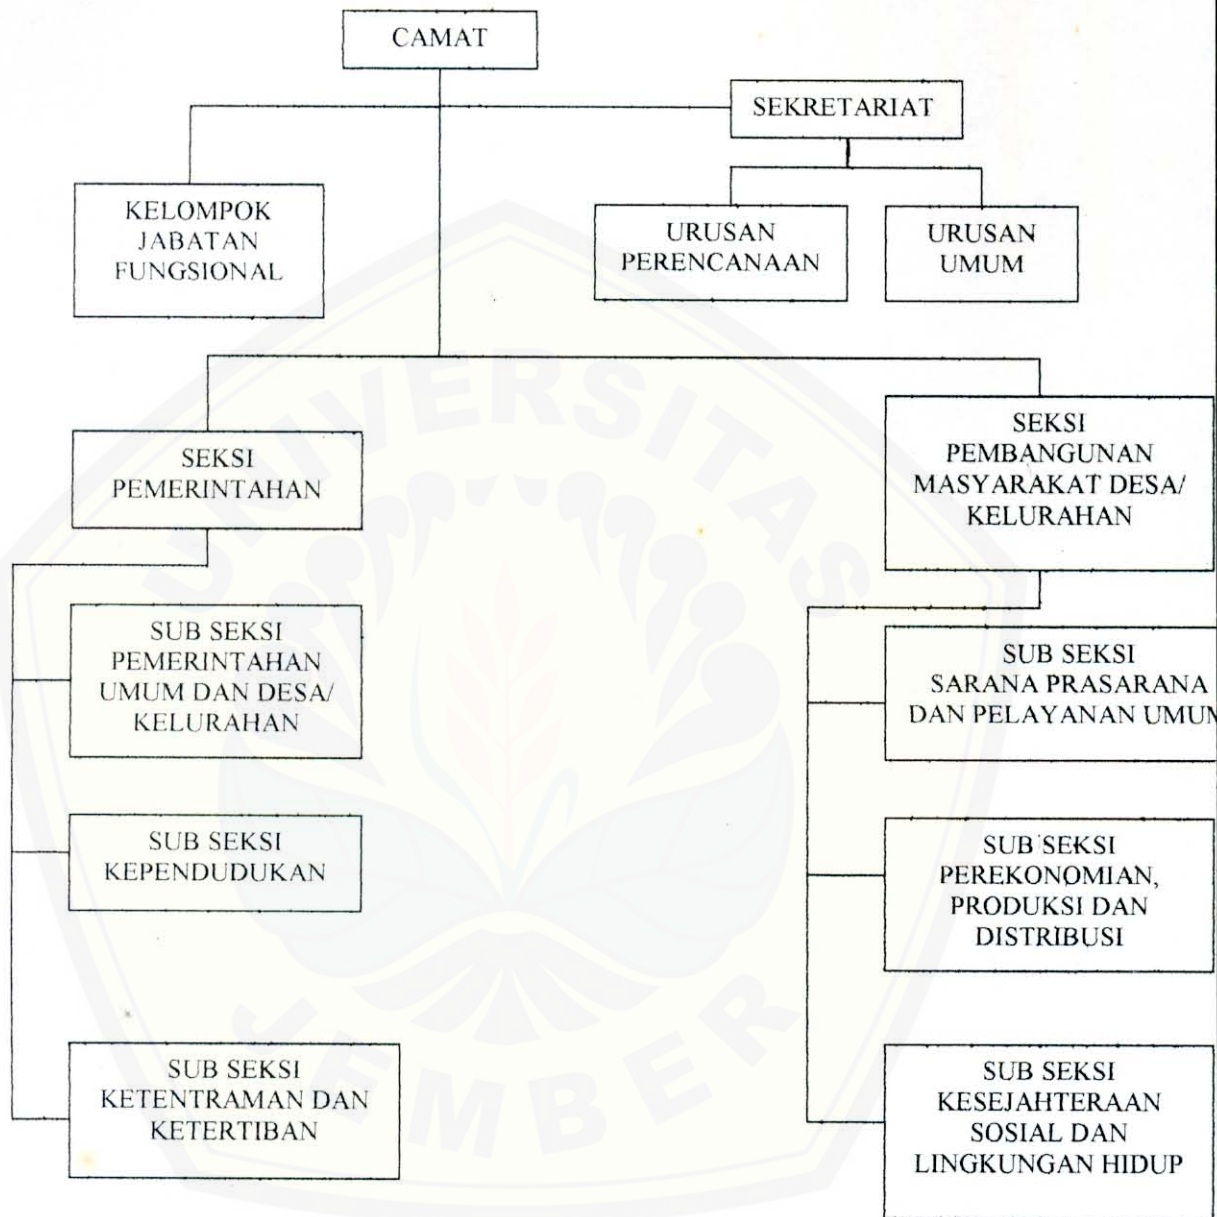 CAMAT
SEKRETARIAT
KELOMPOK
JABATAN
FUNGSIONAL
URUSAN
PERENCANAAN
URUSAN
UMUM
SEKSI
PEMERINTAHAN
SEKSI
PEMBANGUNAN
MASYARAKAT DESA/
KELURAHAN
SUB SEKSI
PEMERINTAHAN
UMUM DAN DESA/
KELURAHAN
SUB SEKSI
SARANA PRASARANA
DAN PELAYANAN UMUM
SUB SEKSI
KEPENDUDUKAN
SUB SEKSI
PEREKONOMIAN,
PRODUKSI DAN
DISTRIBUSI
SUB SEKSI
KETENTRAMAN DAN
KETERTIBAN
SUB SEKSI
KESEJAHTERAAN
SOSIAL DAN
LINGKUNGAN HIDUP
UNIVERSITAS
JEMBER